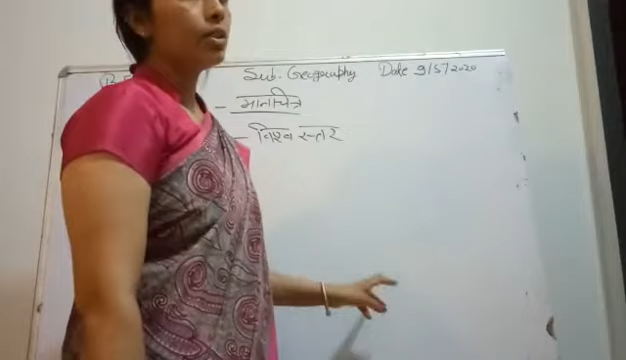 Sub. Geography Date 9/5/2020
- मानचित्र
- विश्व स्तर